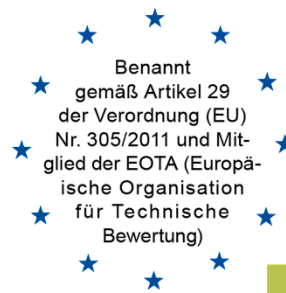 Benannt
gemäß Artikel 29
der Verordnung (EU)
Nr. 305/2011 und Mit-
glied der EOTA (Europä-
ische Organisation
für Technische
Bewertung)